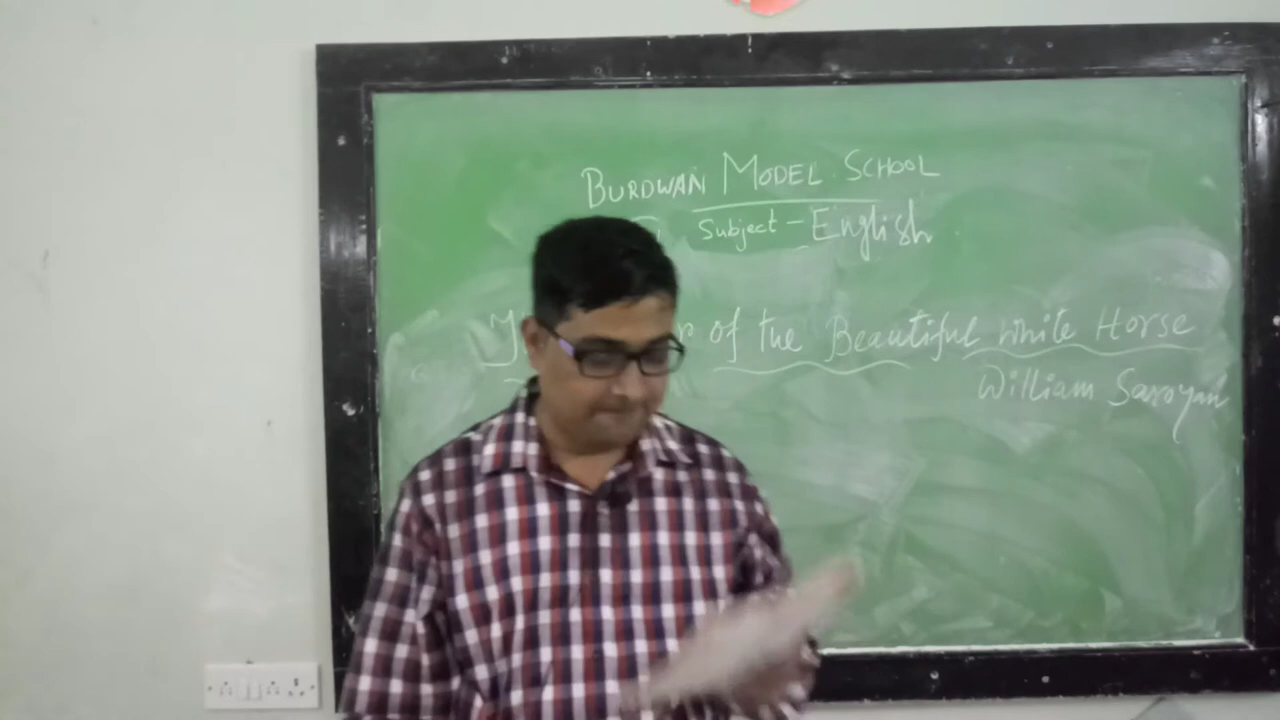 BURDWAN MODEL SCHOOL
Subject - English
of the Beautiful White Horse
William Saroyan